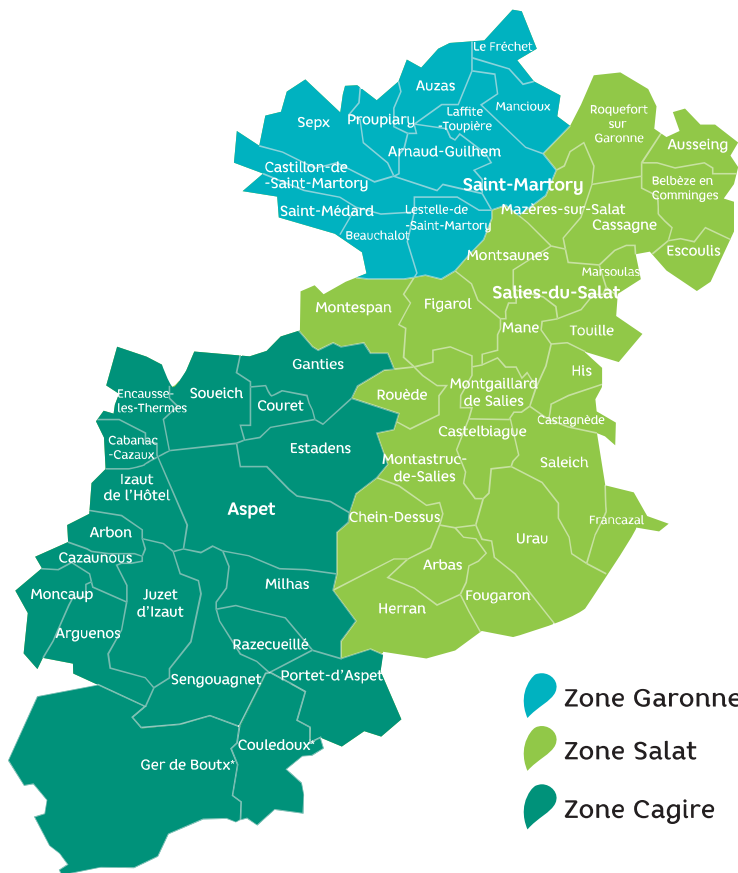 Le Fréchet
Auzas
Mancioux
Laffite
-Toupière
Proupiary
Sepx
Arnaud-Guilhem
Castillon-de
-Saint-Martory
Saint-Martory
Saint-Médard
Lestelle-de
-Saint-Martory
Beauchalot
Roquefort
sur
Garonne
Ausseing
Belbèze en
Comminges
Mazères-sur-Salat
Cassagne
Escoulis
Montsaunes
Marsoulas
Salies-du-Salat
Montespan
Figarol
Mane
Touille
Ganties
His
Rouède
Montgaillard
de Salies
Encausse-
les-Thermes
Soueich
Couret
Castagnède
Castelbiague
Cabanac
-Cazaux
Estadens
Montastruc-
de-Salies
Saleich
Izaut
de l'Hôtel
Aspet
Chein-Dessus
Francazal
Arbon
Urau
Cazaunous
Arbas
Milhas
Moncaup
Juzet
d'Izaut
Fougaron
Herran
Arguenos
Razecueillé
Sengouagnet
Portet-d'Aspet
Couledoux*
Ger de Boutx*
Zone Garonne
Zone Salat
Zone Cagire